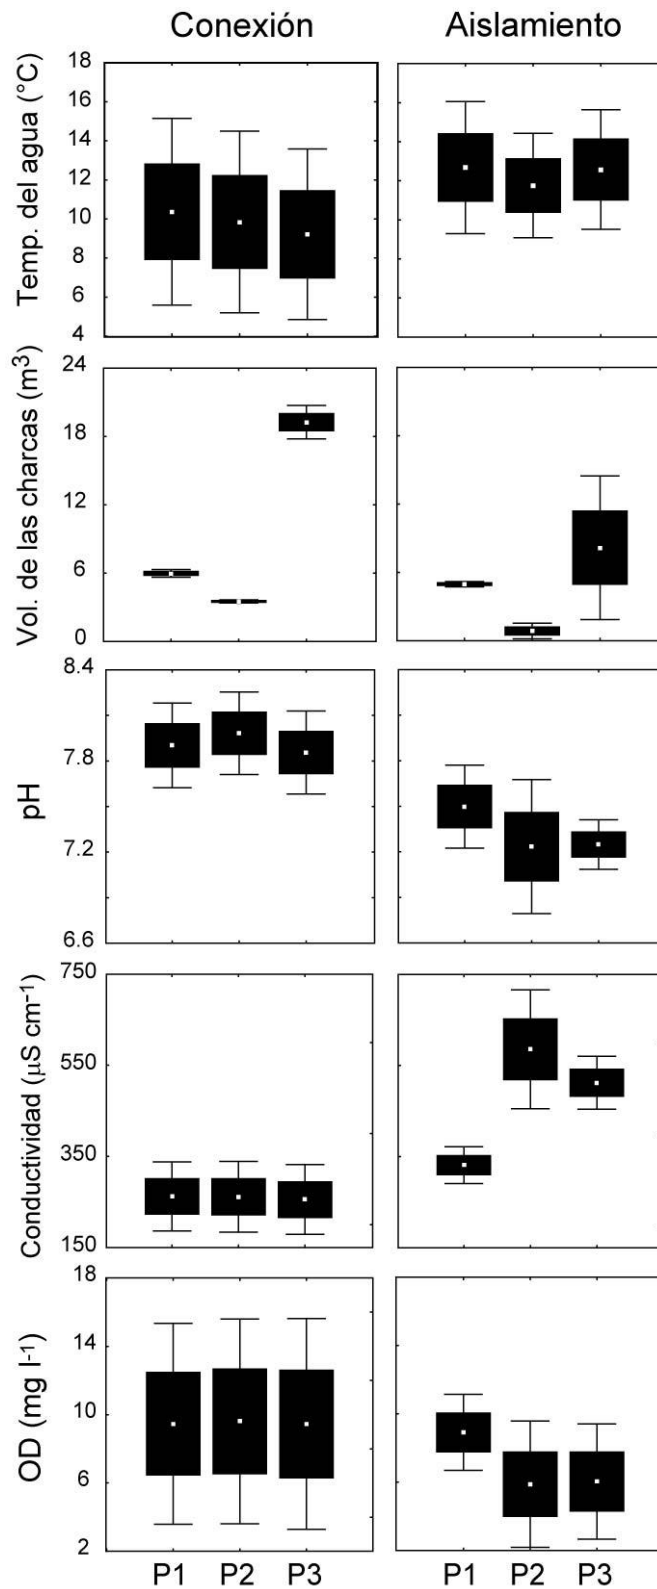 Conexión
Aislamiento
Temp. del agua (°C)
18
16
14
12
10
8
6
4
Vol. de las charcas (m³)
24
18
12
6
0
pH
8.4
7.8
7.2
6.6
Conductividad (µS cm⁻¹)
750
550
350
150
OD (mg l⁻¹)
18
14
10
6
2
P1 P2 P3
P1 P2 P3